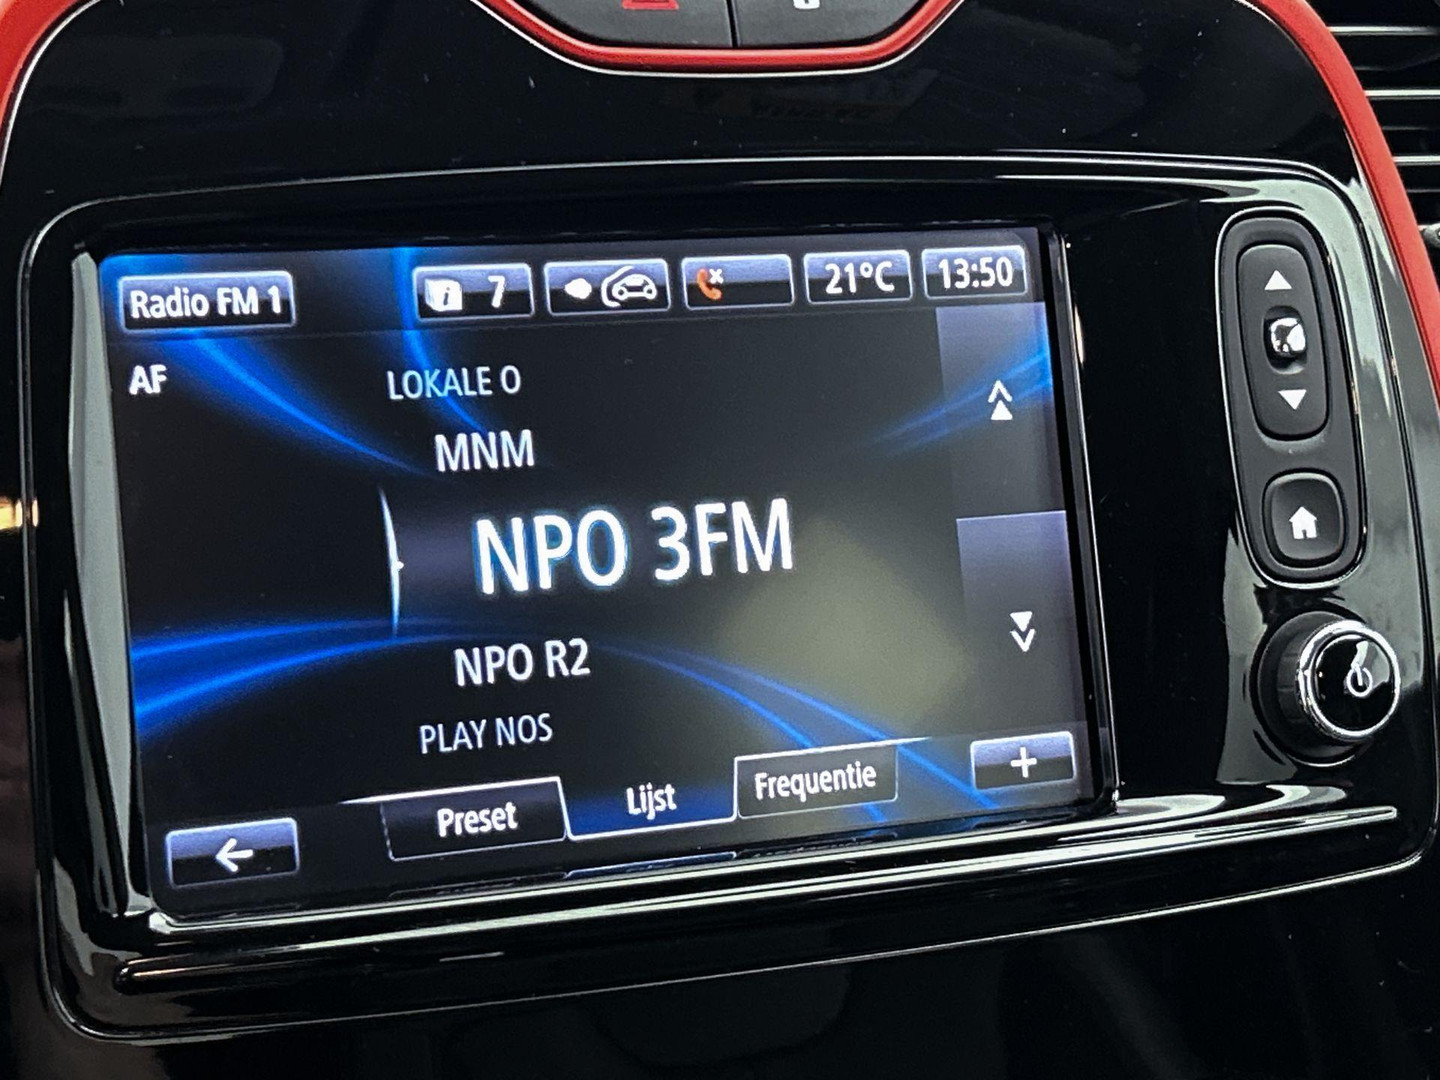 Radio FM 1
7
21°C
13:50
AF
LOKALE O
MNM
NPO 3FM
NPO R2
PLAY NOS
Preset
Lijst
Frequentie
+